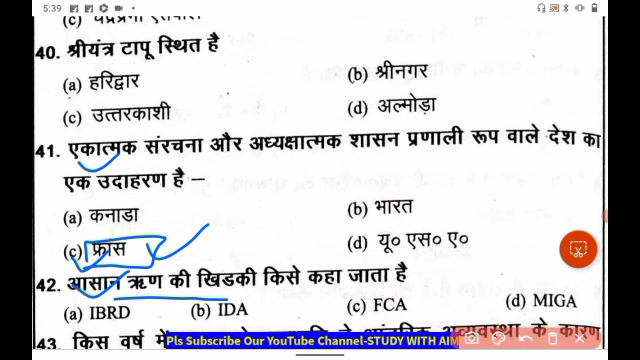 5:39
40. श्रीयंत्र टापू स्थित है
(a) हरिद्वार (b) श्रीनगर
(c) उत्तरकाशी (d) अल्मोड़ा
41. एकात्मक संरचना और अध्यक्षात्मक शासन प्रणाली रूप वाले देश का
एक उदाहरण है –
(a) कनाडा (b) भारत
(c) फ्रांस (d) यू० एस० ए०
42. आसान ऋण की खिडकी किसे कहा जाता है
(a) IBRD (b) IDA (c) FCA (d) MIGA
43. किस वर्ष में के कारण
Pls Subscribe Our YouTube Channel-STUDY WITH AIM